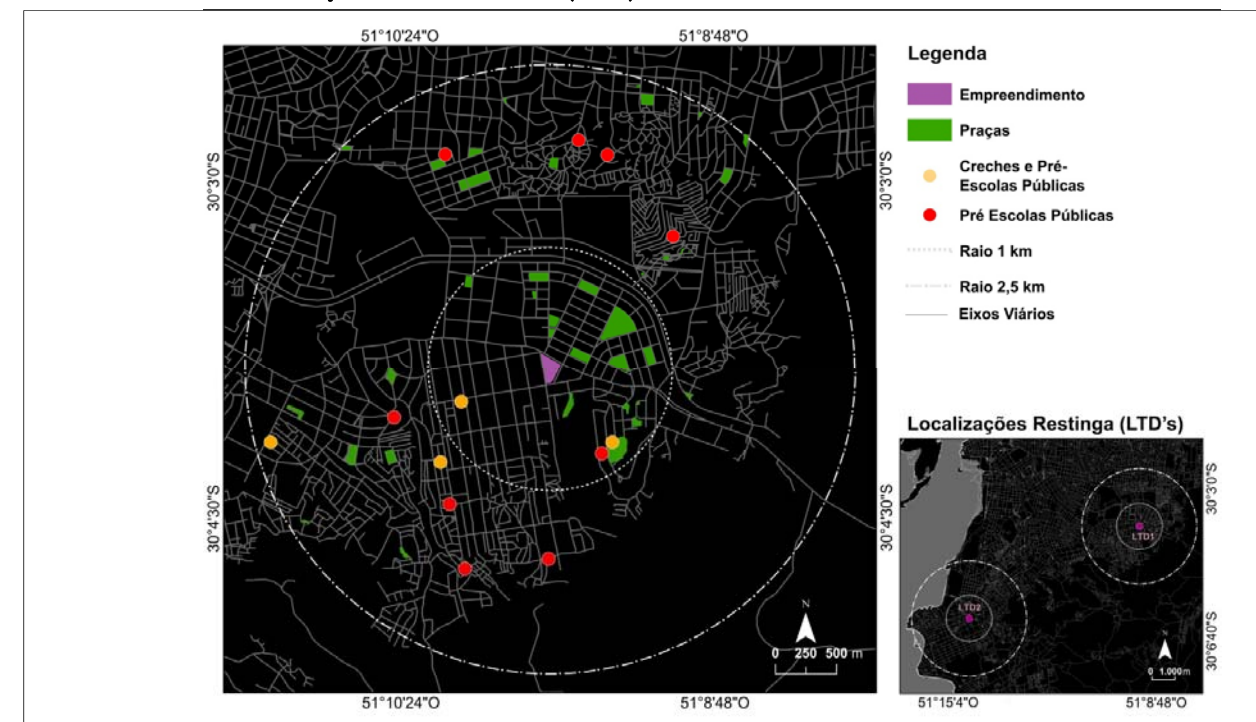 51°10'24"O
51°8'48"O
30°3'0"S
30°3'0"S
30°4'30"S
30°4'30"S
N
0 250 500 m
51°10'24"O
51°8'48"O
Legenda
Empreendimento
Praças
Creches e Pré-
Escolas Públicas
Pré Escolas Públicas
Raio 1 km
Raio 2,5 km
Eixos Viários
Localizações Restinga (LTD's)
LTD1
LTD2
30°3'0"S
30°6'40"S
N
0 1.000m
51°15'4"O
51°8'48"O